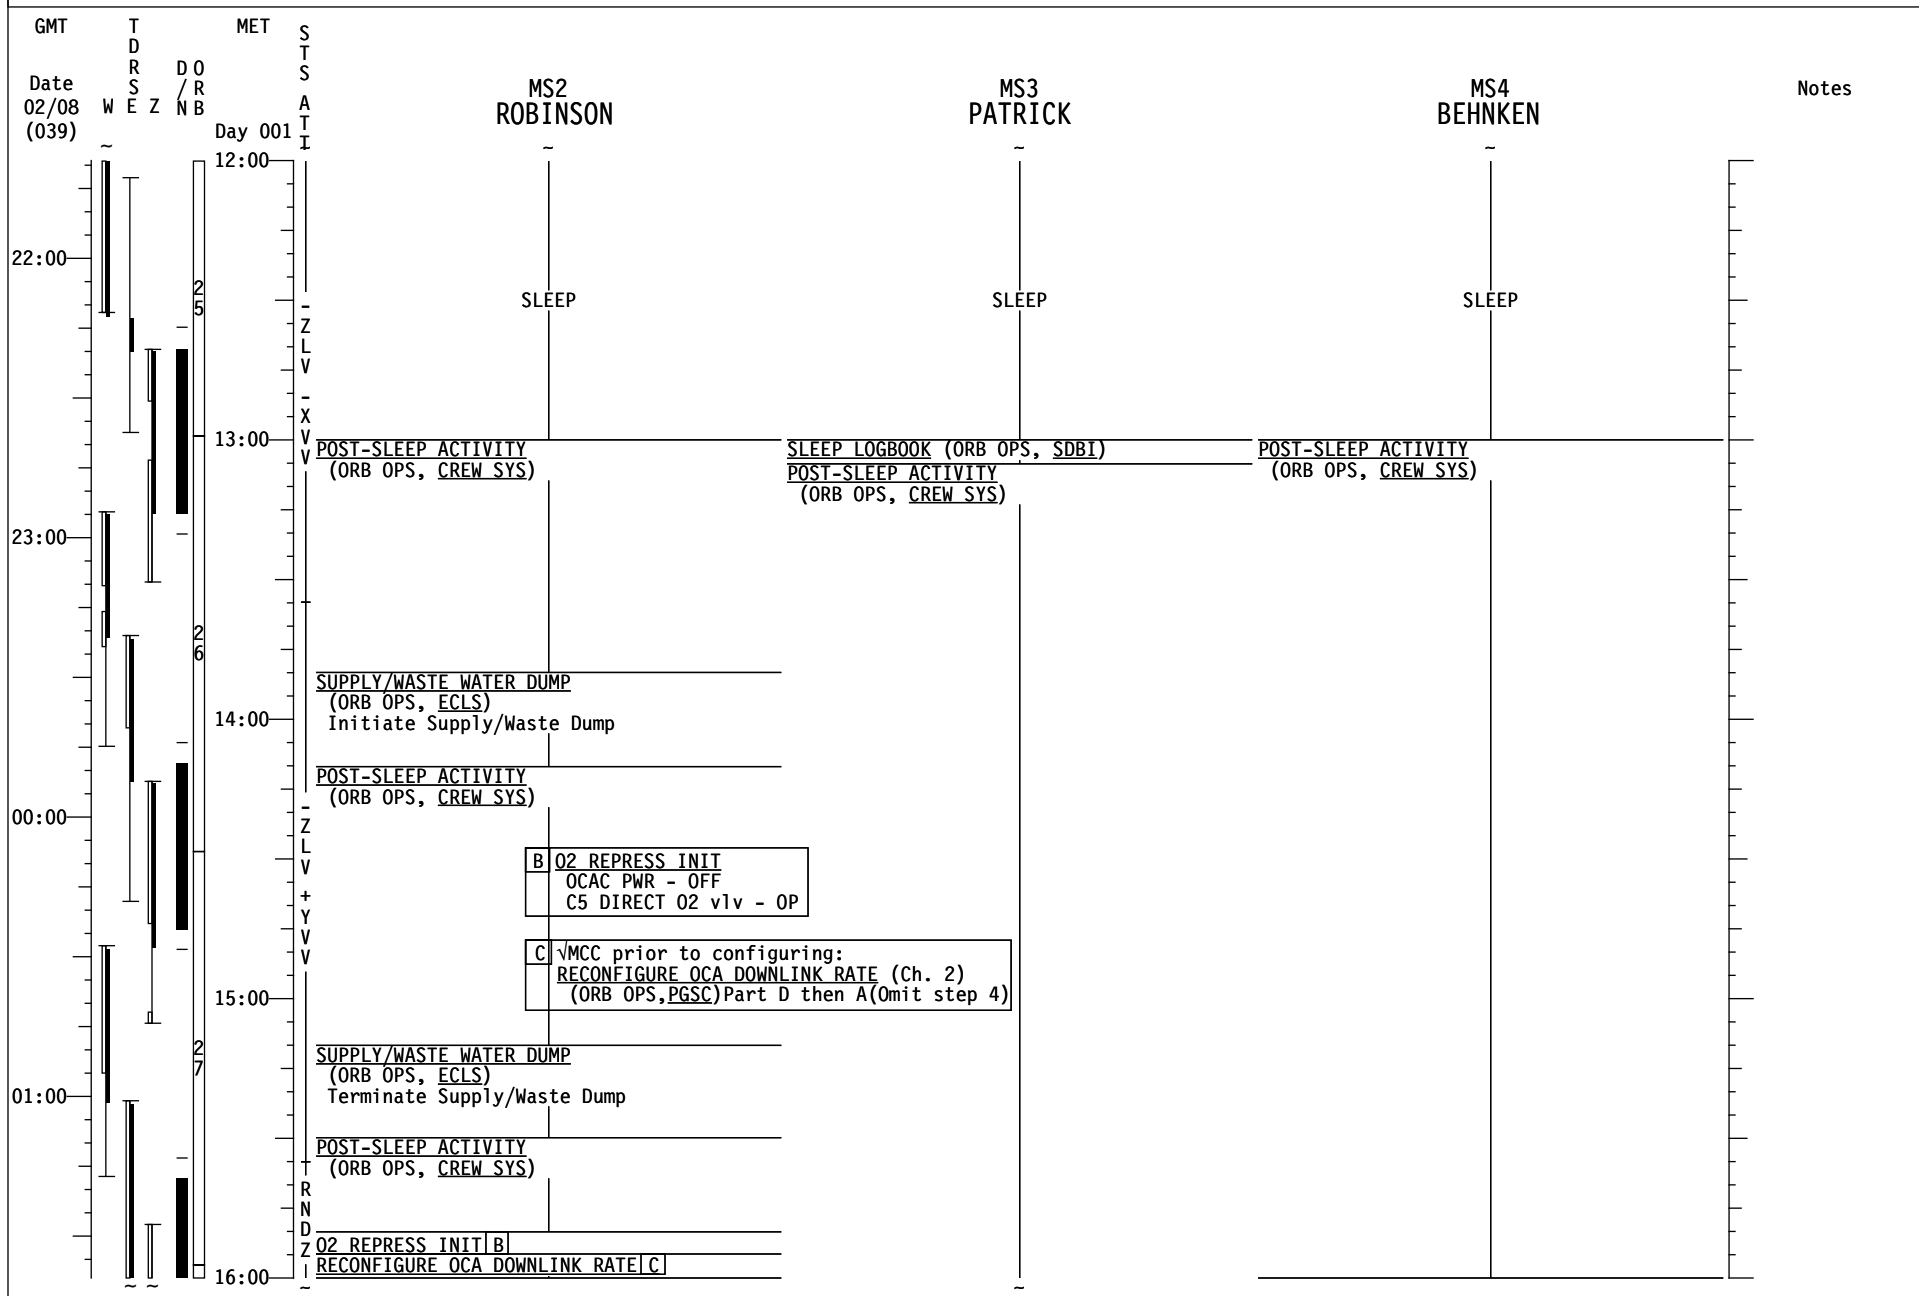 GMT
TDRS
MET
STS ATT
Date
02/08
(039)
W E Z
D/N
ORB
Day 001
MS2
ROBINSON
MS3
PATRICK
MS4
BEHNKEN
Notes
~
~
~
~
12:00
22:00
25
SLEEP
SLEEP
SLEEP
-ZLV -XVV
13:00
POST-SLEEP ACTIVITY
(ORB OPS, CREW SYS)
SLEEP LOGBOOK (ORB OPS, SDBI)
POST-SLEEP ACTIVITY
(ORB OPS, CREW SYS)
POST-SLEEP ACTIVITY
(ORB OPS, CREW SYS)
23:00
26
SUPPLY/WASTE WATER DUMP
(ORB OPS, ECLS)
14:00
Initiate Supply/Waste Dump
POST-SLEEP ACTIVITY
(ORB OPS, CREW SYS)
00:00
-ZLV +YVV
B O2 REPRESS INIT
OCAC PWR - OFF
C5 DIRECT O2 vlv - OP
C √MCC prior to configuring:
RECONFIGURE OCA DOWNLINK RATE (Ch. 2)
(ORB OPS,PGSC)Part D then A(Omit step 4)
15:00
27
SUPPLY/WASTE WATER DUMP
(ORB OPS, ECLS)
Terminate Supply/Waste Dump
01:00
POST-SLEEP ACTIVITY
(ORB OPS, CREW SYS)
RNDZ
O2 REPRESS INIT B
RECONFIGURE OCA DOWNLINK RATE C
16:00
~ ~
~
~